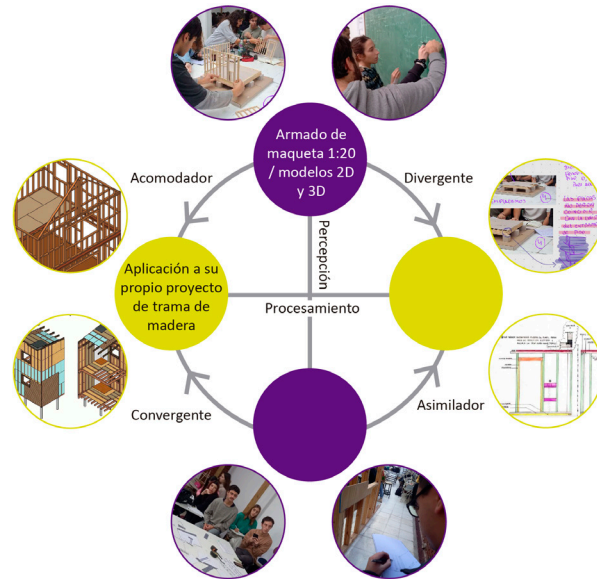 Armado de
maqueta 1:20
/ modelos 2D
y 3D
Acomodador
Divergente
Percepción
Aplicación a su
propio proyecto
de trama de
madera
Procesamiento
Convergente
Asimilador